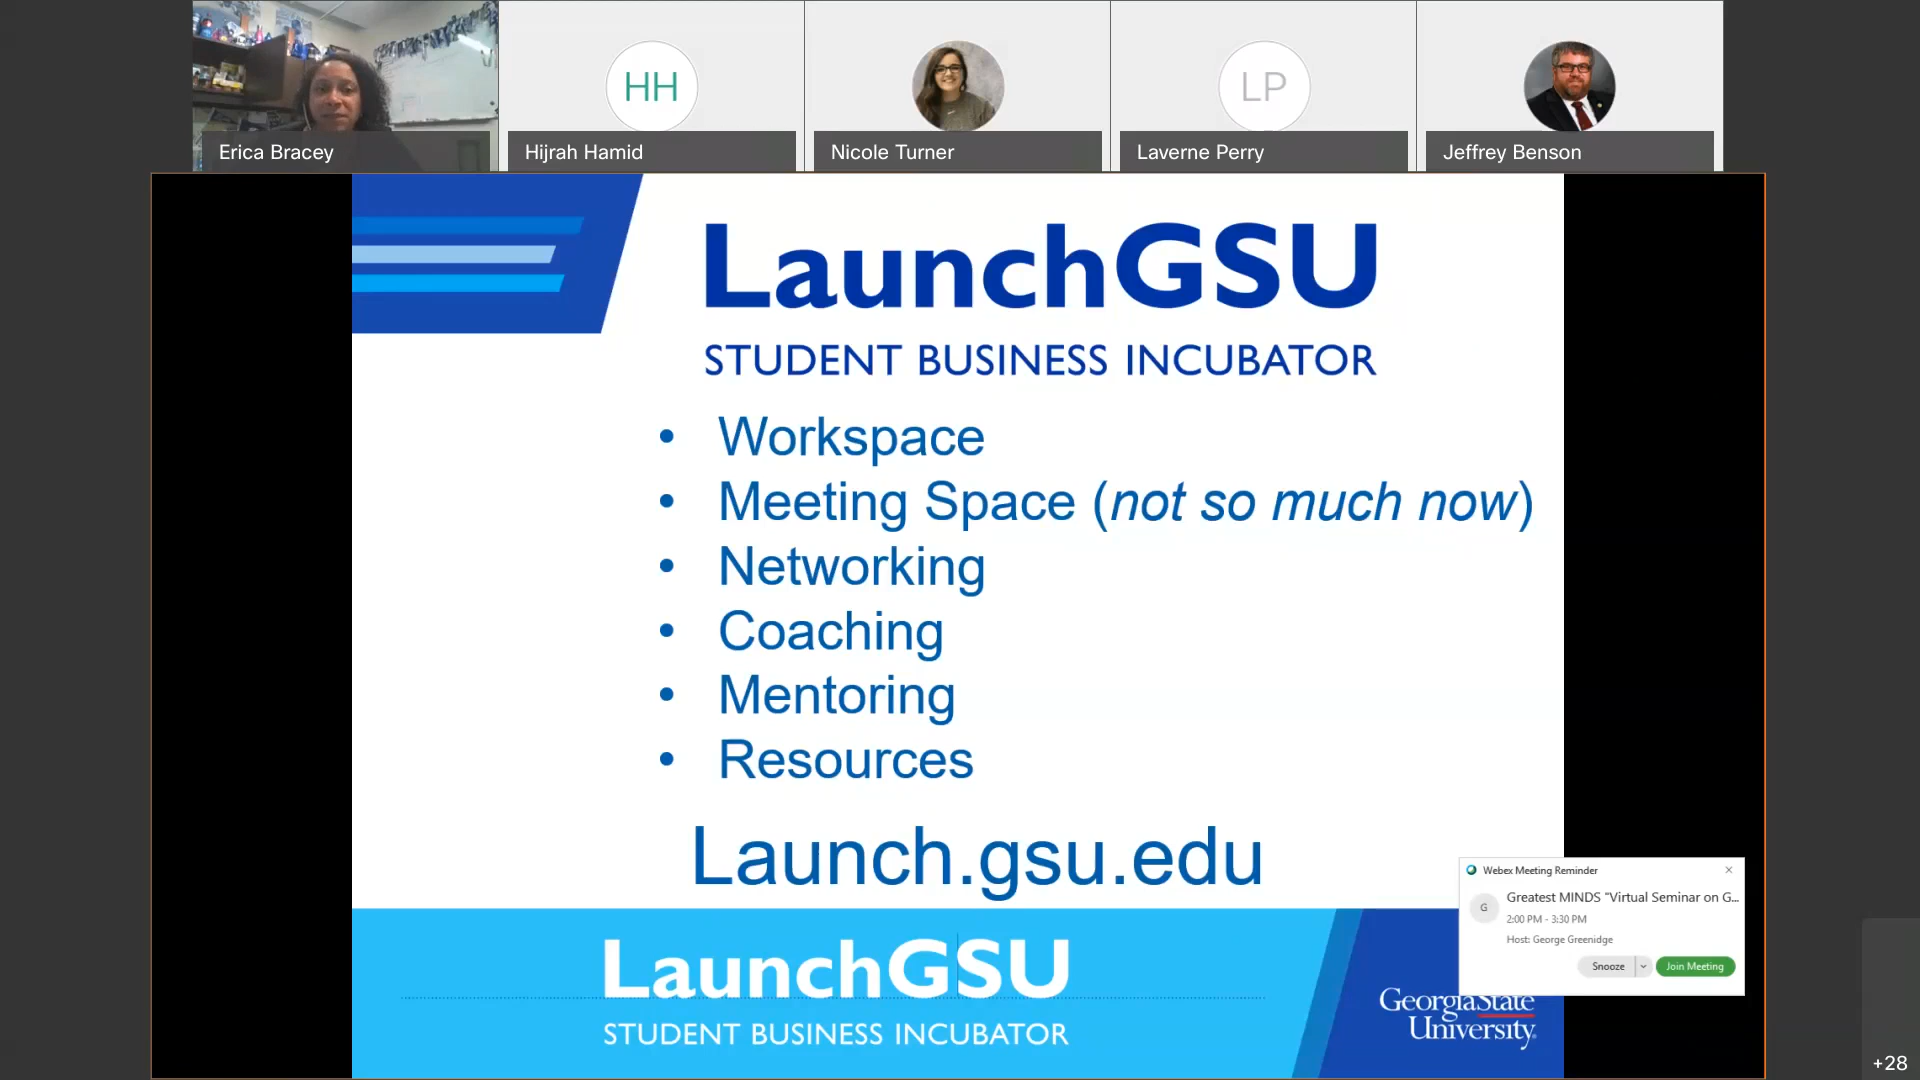 HH
LP
Erica Bracey
Hijrah Hamid
Nicole Turner
Laverne Perry
Jeffrey Benson
LaunchGSU
STUDENT BUSINESS INCUBATOR
• Workspace
• Meeting Space (not so much now)
• Networking
• Coaching
• Mentoring
• Resources
Launch.gsu.edu
Webex Meeting Reminder
G
Greatest MINDS "Virtual Seminar on G...
2:00 PM - 3:30 PM
Host: George Greenidge
Snooze
Join Meeting
LaunchGSU
STUDENT BUSINESS INCUBATOR
GeorgiaState
University
+28